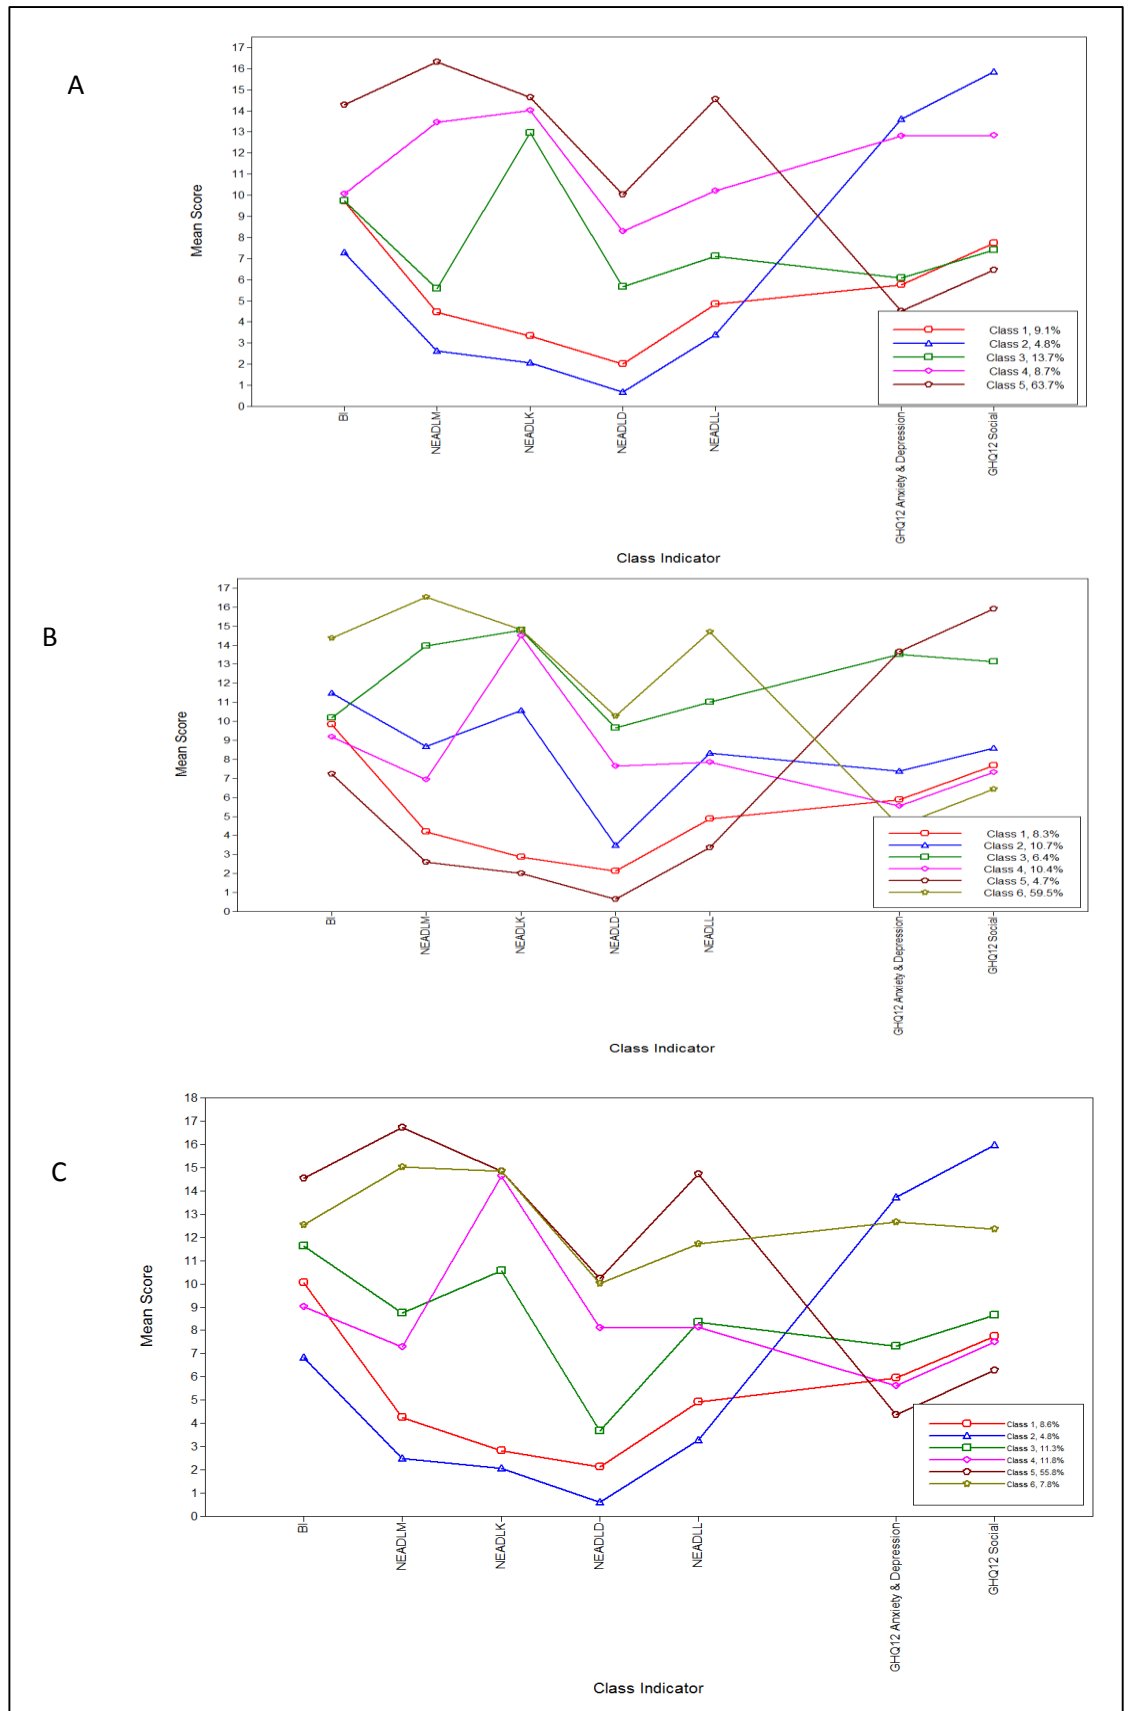 A
17
16
15
14
13
12
11
10
9
8
7
6
5
4
3
2
1
0
Mean Score
Class 1, 9.1%
Class 2, 4.8%
Class 3, 13.7%
Class 4, 8.7%
Class 5, 63.7%
BI
NEADLM
NEADLK
NEADLD
NEADLL
GHQ12 Anxiety & Depression
GHQ12 Social
Class Indicator
B
17
16
15
14
13
12
11
10
9
8
7
6
5
4
3
2
1
0
Mean Score
Class 1, 8.3%
Class 2, 10.7%
Class 3, 6.4%
Class 4, 10.4%
Class 5, 4.7%
Class 6, 59.5%
BI
NEADLM
NEADLK
NEADLD
NEADLL
GHQ12 Anxiety & Depression
GHQ12 Social
Class Indicator
C
18
17
16
15
14
13
12
11
10
9
8
7
6
5
4
3
2
1
0
Mean Score
Class 1, 8.6%
Class 2, 4.8%
Class 3, 11.3%
Class 4, 11.8%
Class 5, 55.8%
Class 6, 7.8%
BI
NEADLM
NEADLK
NEADLD
NEADLL
GHQ12 Anxiety & Depression
GHQ12 Social
Class Indicator